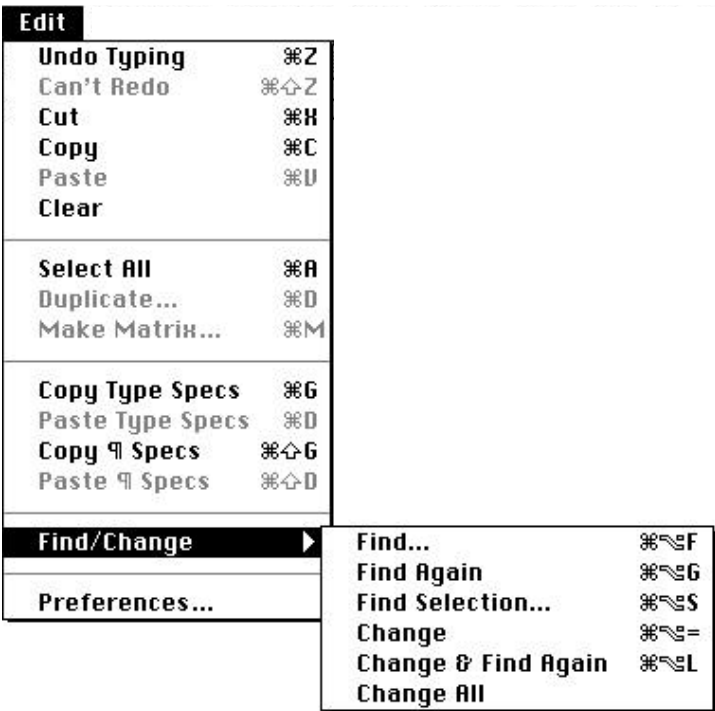 Edit
Undo Typing ⌘Z
Can't Redo ⌘⇧Z
Cut ⌘X
Copy ⌘C
Paste ⌘V
Clear
Select All ⌘A
Duplicate... ⌘D
Make Matrix... ⌘M
Copy Type Specs ⌘G
Paste Type Specs ⌘D
Copy ¶ Specs ⌘⇧G
Paste ¶ Specs ⌘⇧D
Find/Change ▶
Find... ⌘⌥F
Find Again ⌘⌥G
Find Selection... ⌘⌥S
Change ⌘⌥=
Change & Find Again ⌘⌥L
Change All
Preferences...